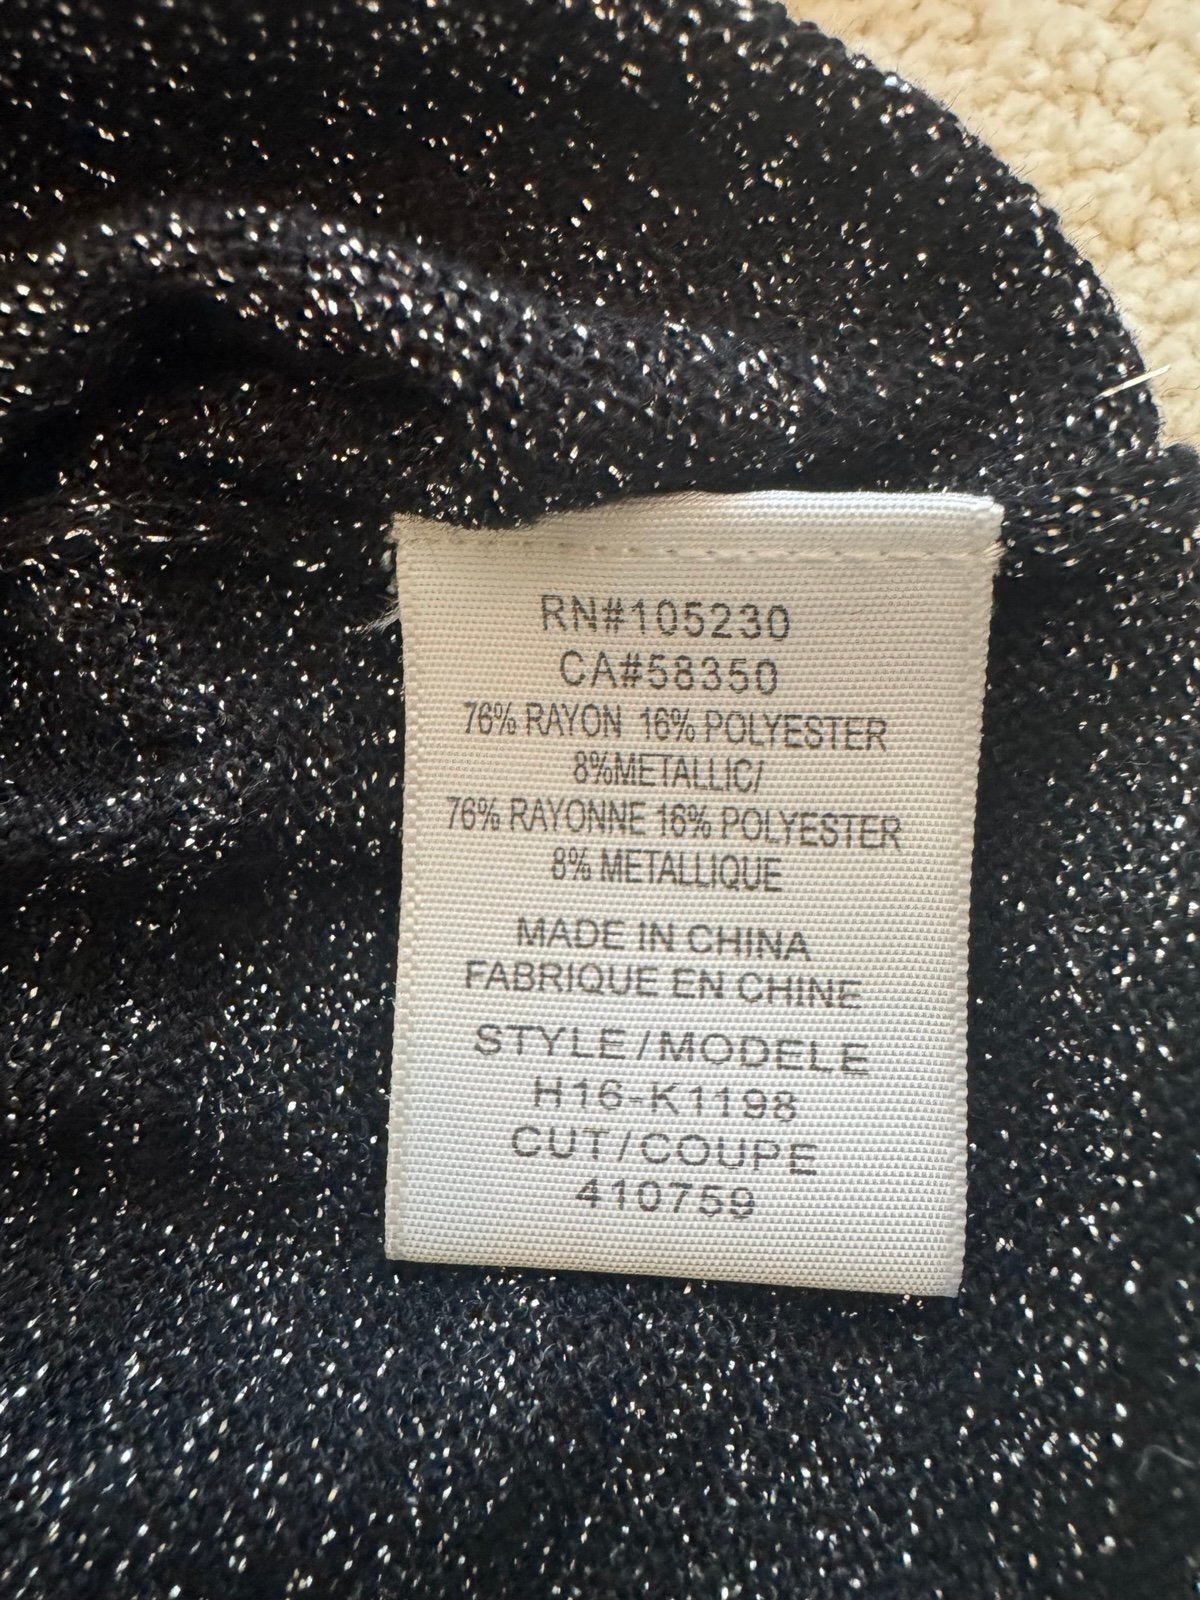 RN#105230
CA#58350
76% RAYON 16% POLYESTER
8%METALLIC/
76% RAYONNE 16% POLYESTER
8% METALLIQUE
MADE IN CHINA
FABRIQUE EN CHINE
STYLE/MODELE
H16-K1198
CUT/COUPE
410759